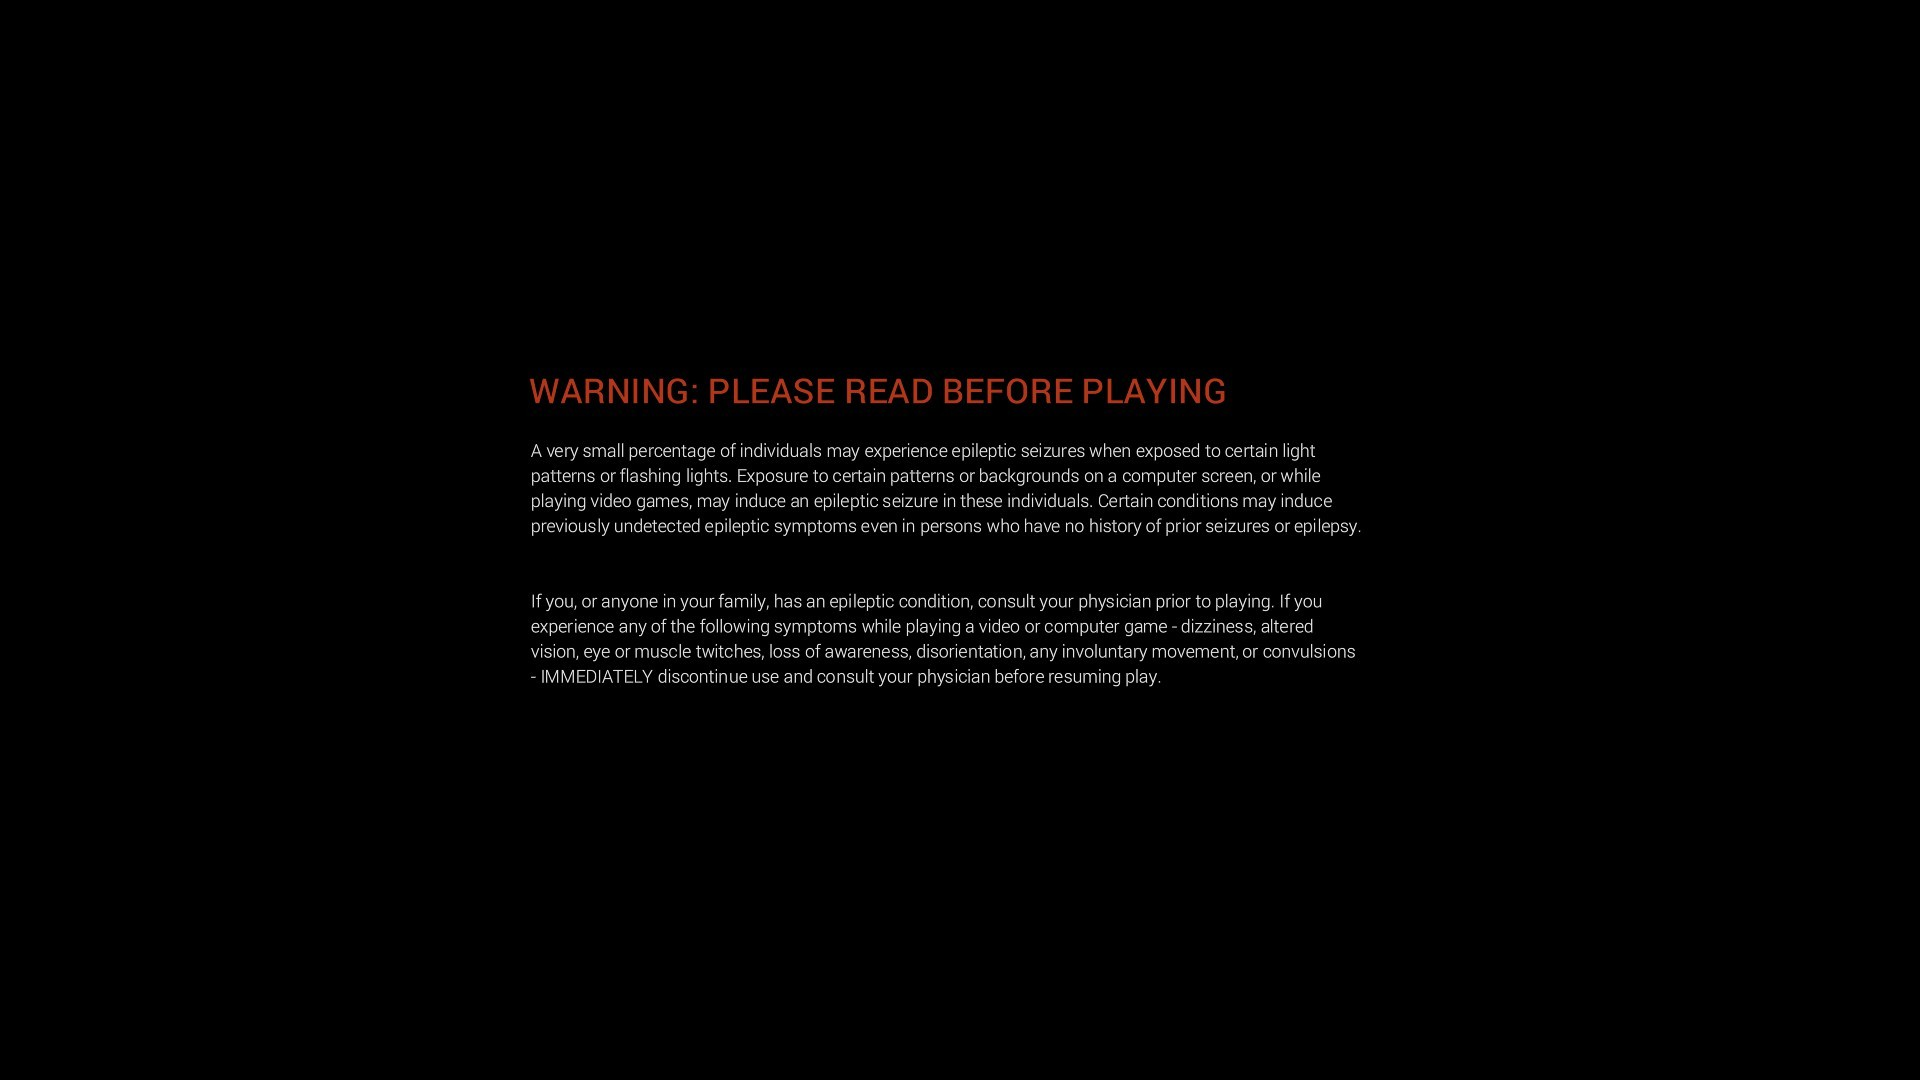 WARNING: PLEASE READ BEFORE PLAYING
A very small percentage of individuals may experience epileptic seizures when exposed to certain light
patterns or flashing lights. Exposure to certain patterns or backgrounds on a computer screen, or while
playing video games, may induce an epileptic seizure in these individuals. Certain conditions may induce
previously undetected epileptic symptoms even in persons who have no history of prior seizures or epilepsy.
If you, or anyone in your family, has an epileptic condition, consult your physician prior to playing. If you
experience any of the following symptoms while playing a video or computer game - dizziness, altered
vision, eye or muscle twitches, loss of awareness, disorientation, any involuntary movement, or convulsions
- IMMEDIATELY discontinue use and consult your physician before resuming play.